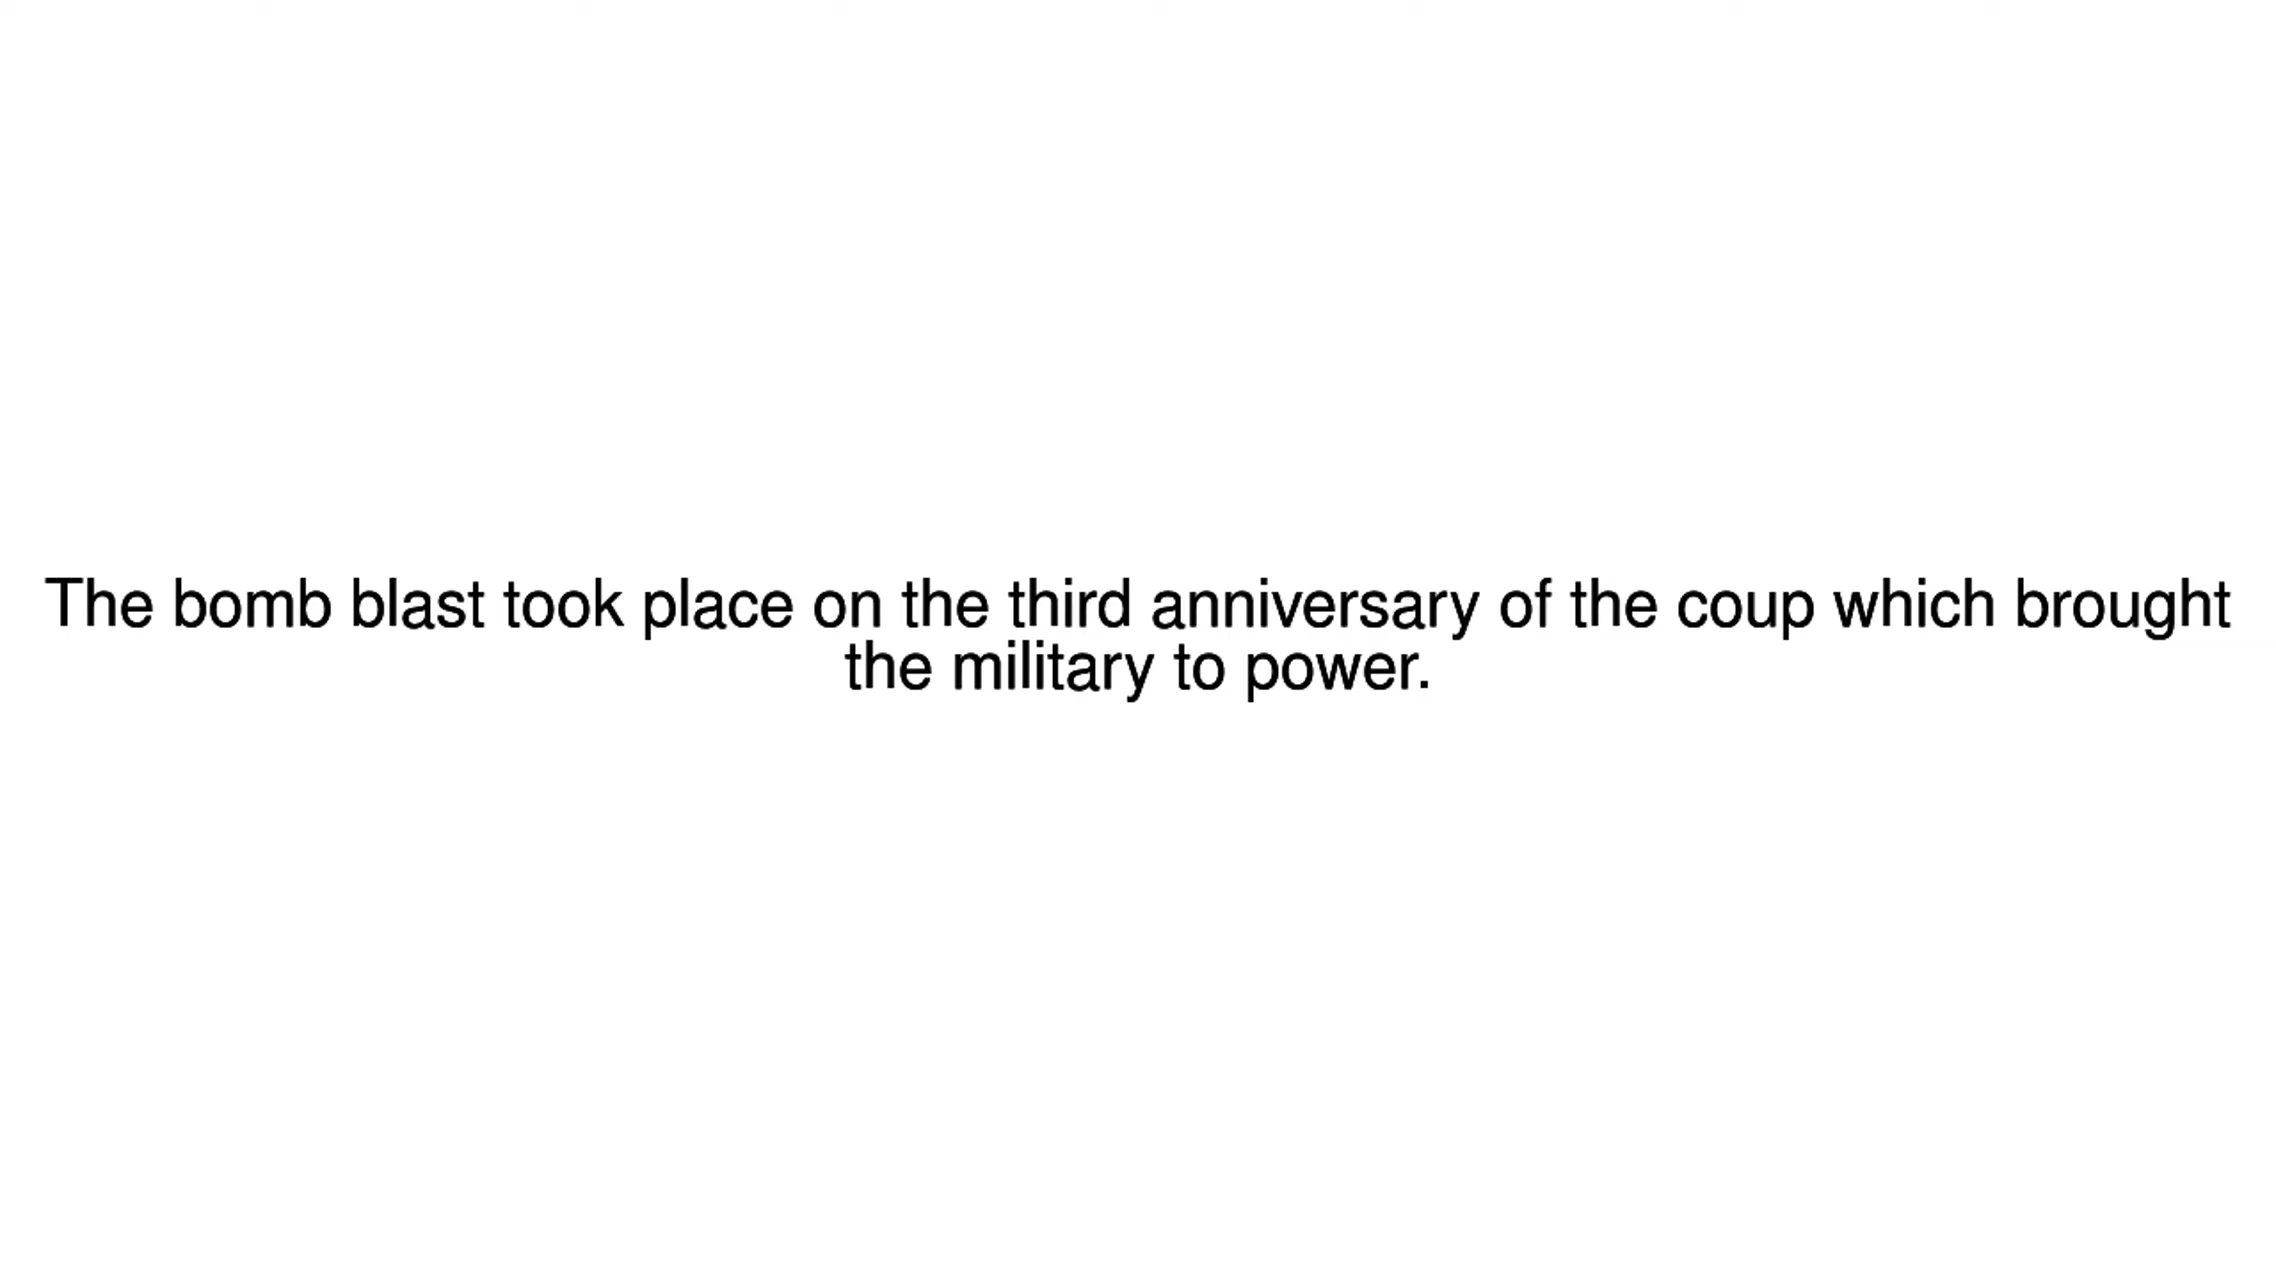 The bomb blast took place on the third anniversary of the coup which brought
the military to power.